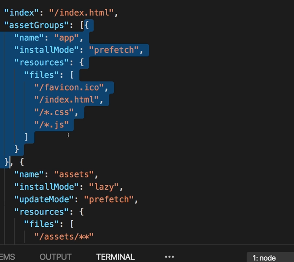 "index": "/index.html",
"assetGroups": [{
"name": "app",
"installMode": "prefetch",
"resources": {
"files": [
"/favicon.ico",
"/index.html",
"/*.css",
"/*.js"
]
}
}, {
"name": "assets",
"installMode": "lazy",
"updateMode": "prefetch",
"resources": {
"files": [
"/assets/**"
EMS OUTPUT TERMINAL ••• 1: node